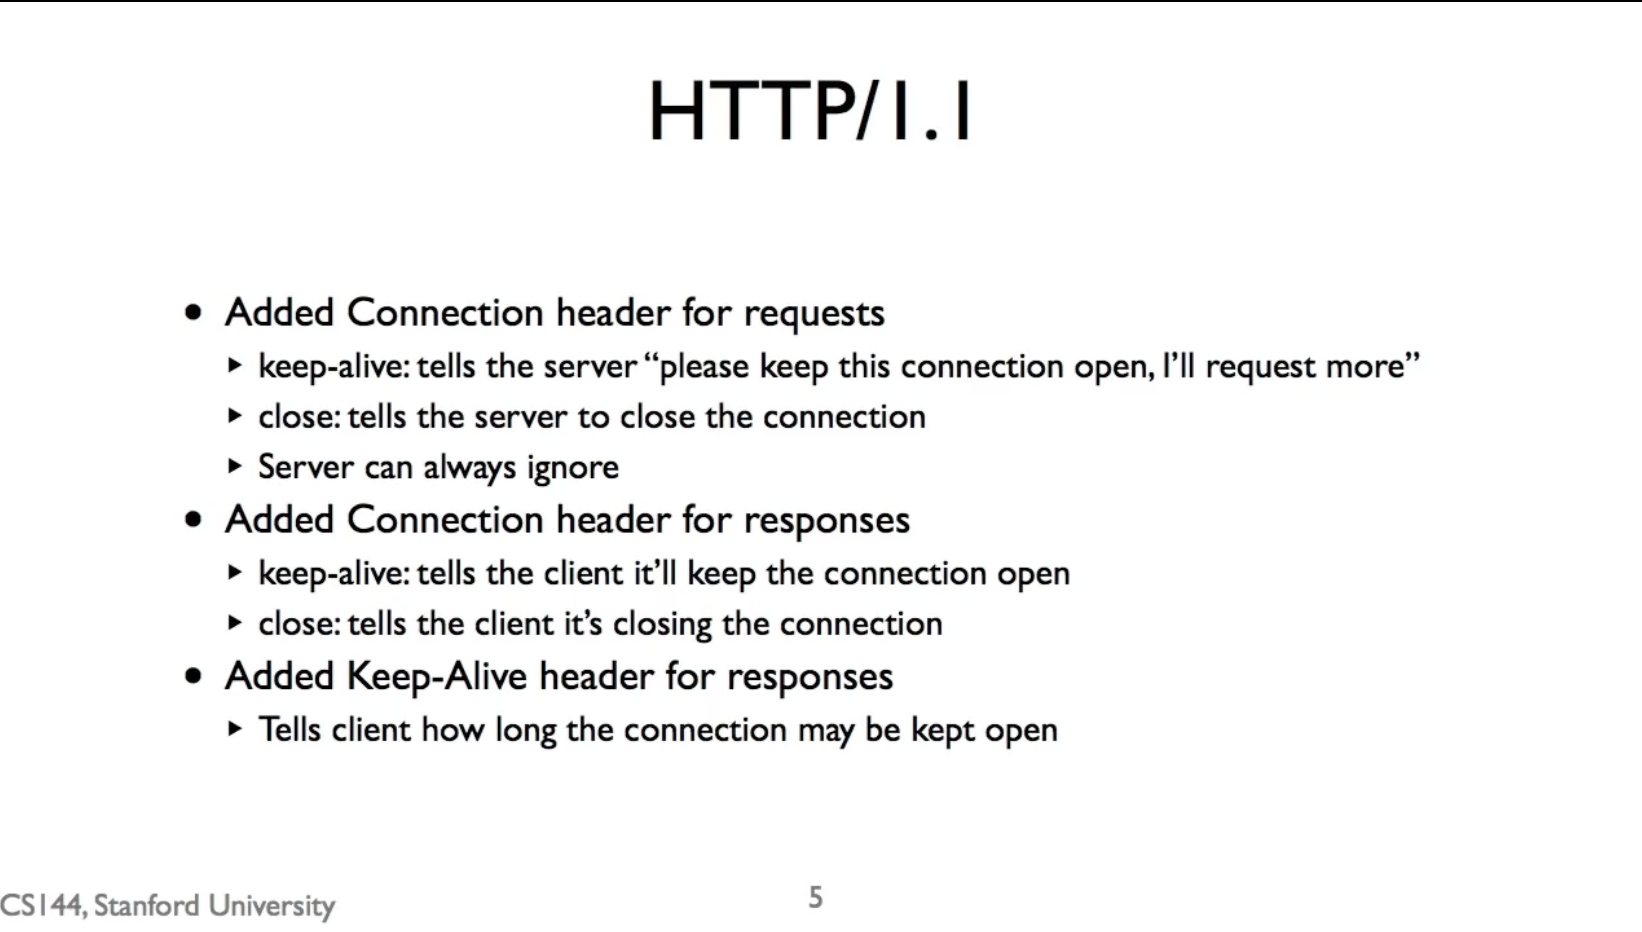 HTTP/1.1
• Added Connection header for requests
‣ keep-alive: tells the server “please keep this connection open, I’ll request more”
‣ close: tells the server to close the connection
‣ Server can always ignore
• Added Connection header for responses
‣ keep-alive: tells the client it’ll keep the connection open
‣ close: tells the client it’s closing the connection
• Added Keep-Alive header for responses
‣ Tells client how long the connection may be kept open
CS144, Stanford University
5